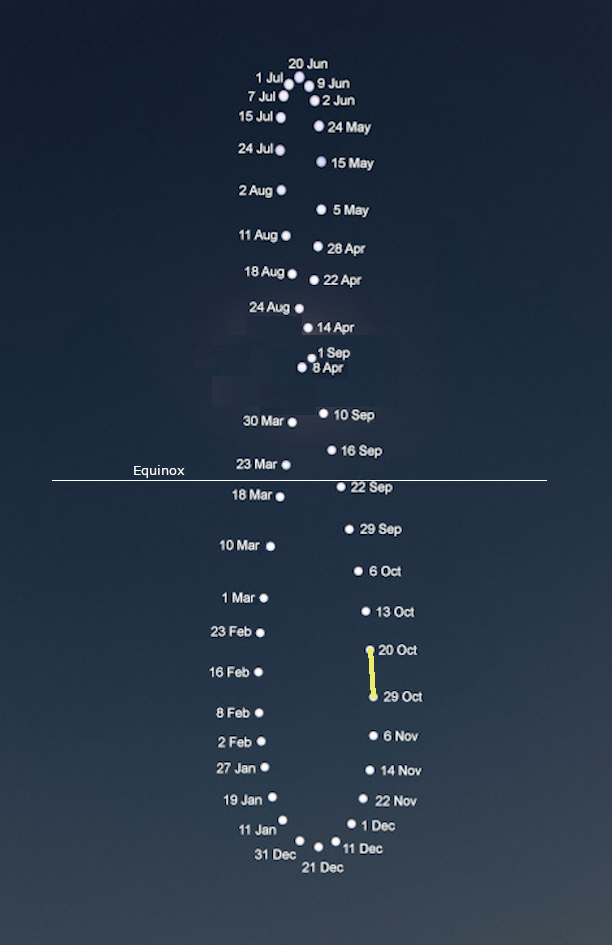 20 Jun
1 Jul
9 Jun
7 Jul
2 Jun
15 Jul
24 May
24 Jul
15 May
2 Aug
5 May
11 Aug
28 Apr
18 Aug
22 Apr
24 Aug
14 Apr
1 Sep
8 Apr
10 Sep
30 Mar
16 Sep
23 Mar
Equinox
22 Sep
18 Mar
29 Sep
10 Mar
6 Oct
1 Mar
13 Oct
23 Feb
20 Oct
16 Feb
29 Oct
8 Feb
6 Nov
2 Feb
27 Jan
14 Nov
19 Jan
22 Nov
11 Jan
1 Dec
31 Dec
11 Dec
21 Dec